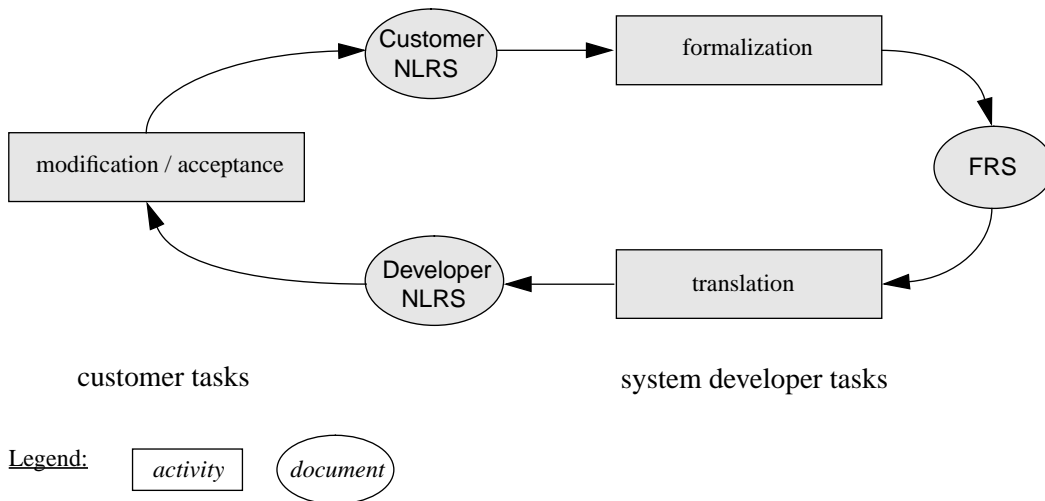 Customer
NLRS
formalization
modification / acceptance
FRS
Developer
NLRS
translation
customer tasks
system developer tasks
Legend:
activity
document